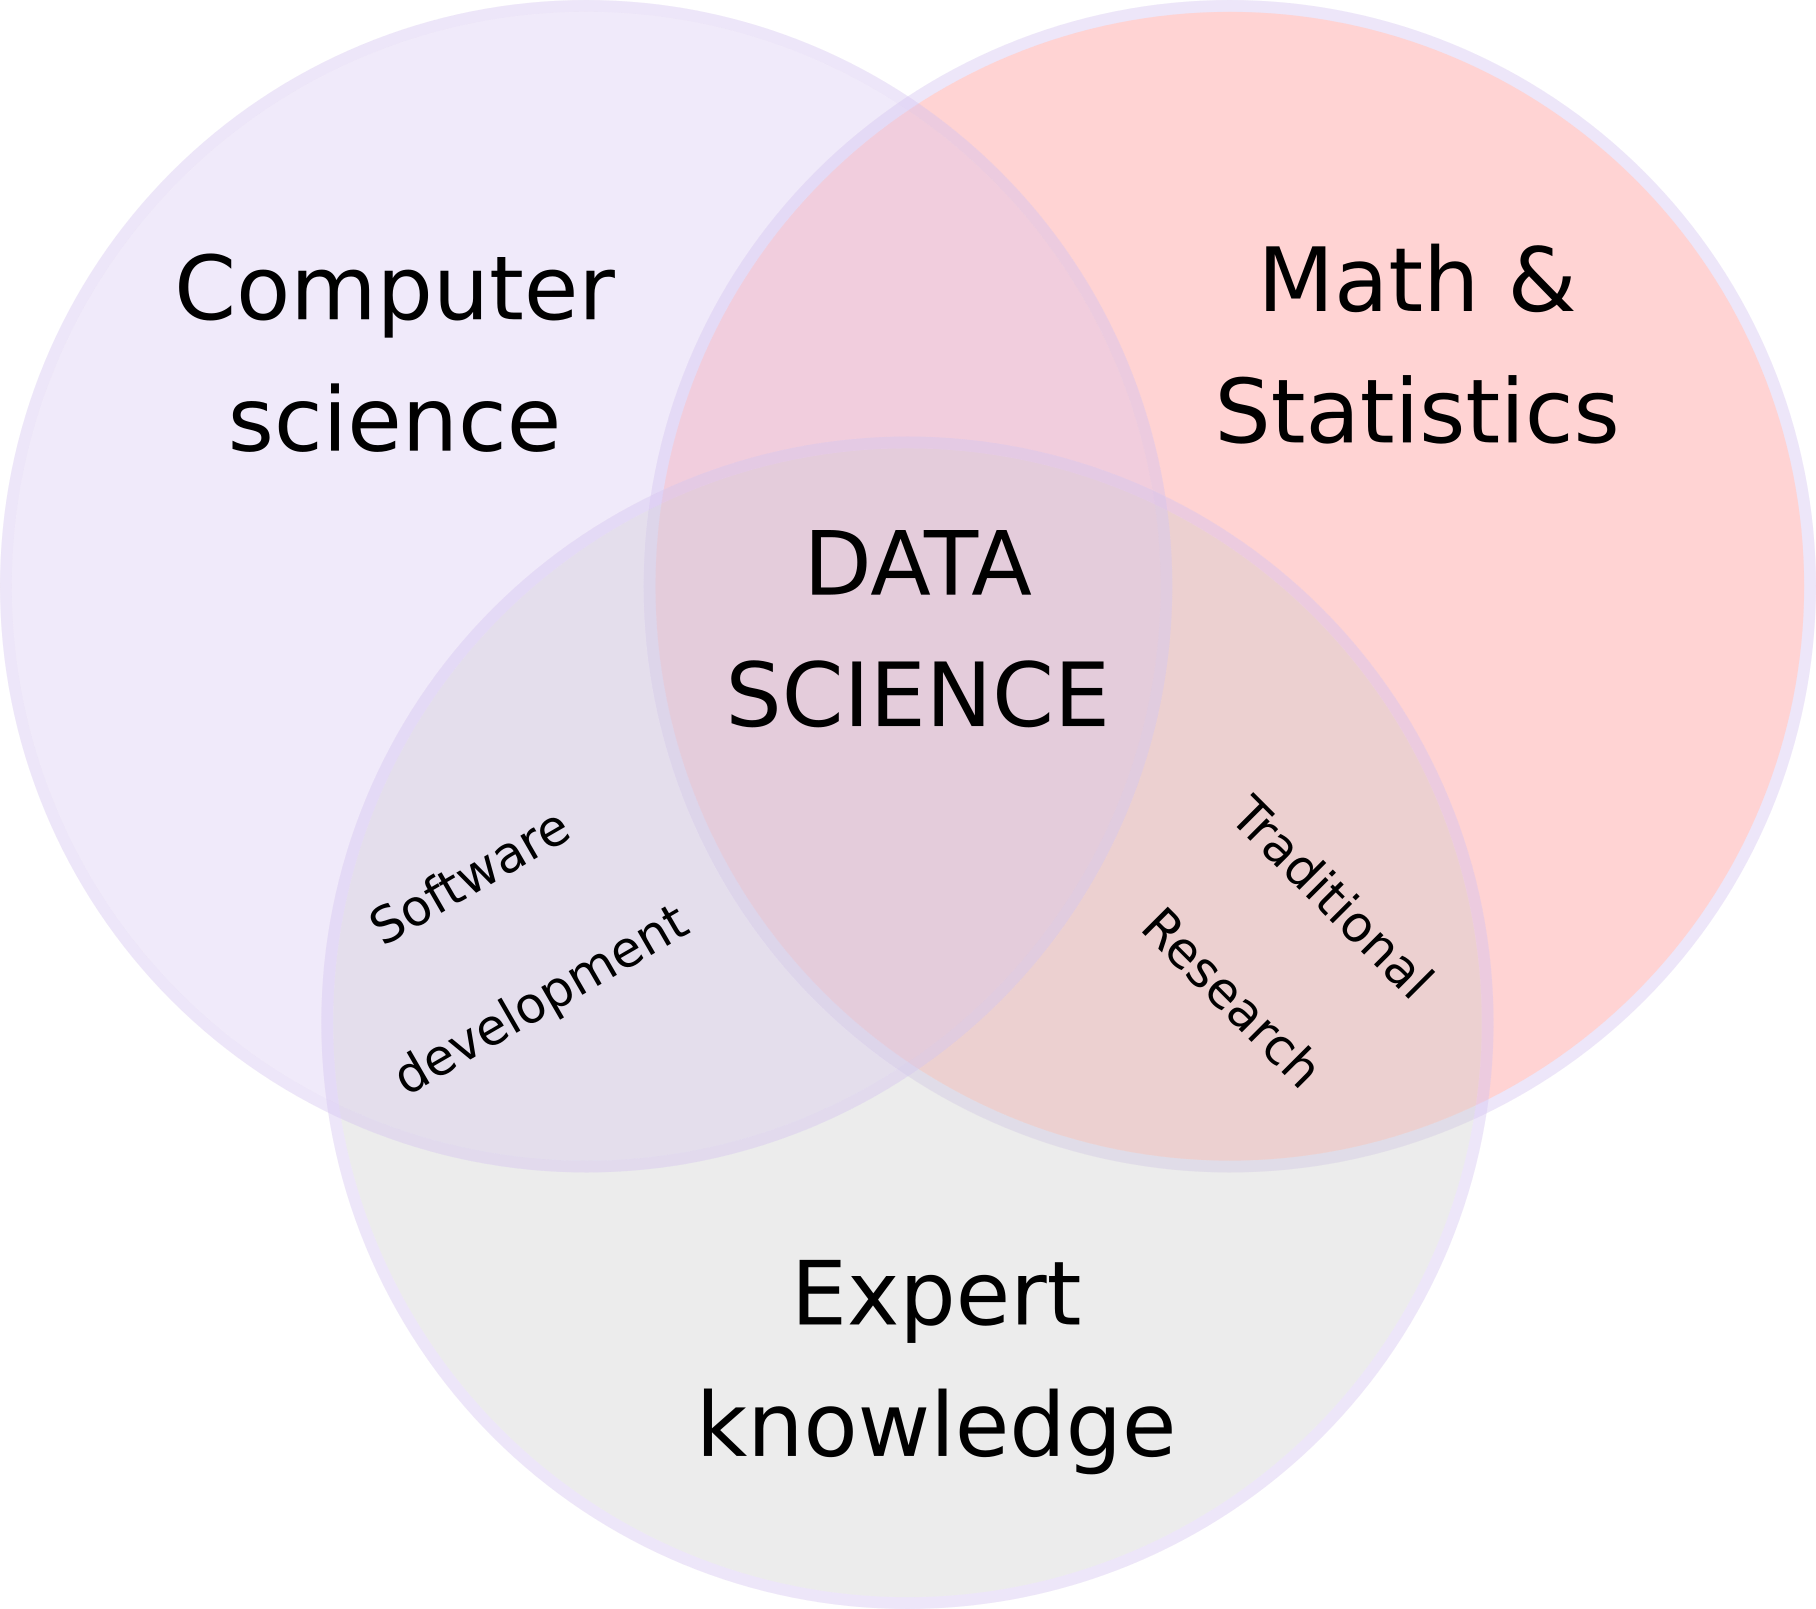 Computer
science
Math &
Statistics
DATA
SCIENCE
Software
development
Traditional
Research
Expert
knowledge